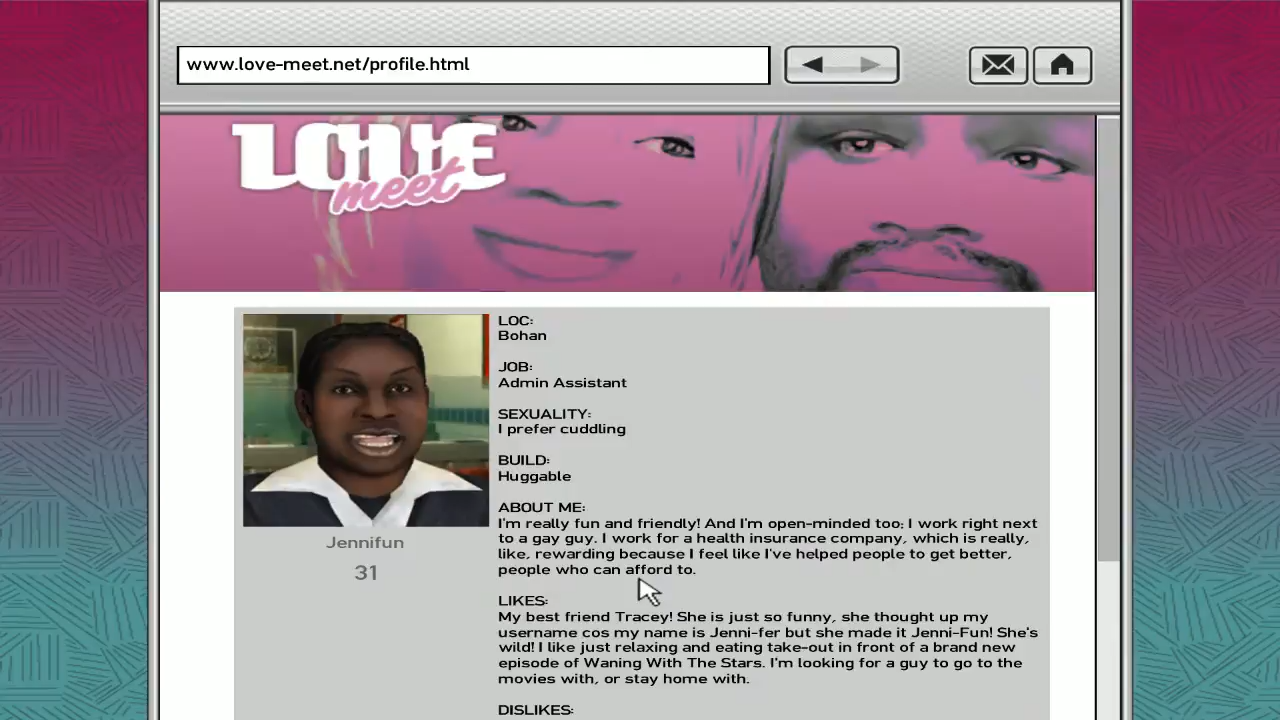 www.love-meet.net/profile.html
LOVE
meet
LOC:
Bohan
JOB:
Admin Assistant
SEXUALITY:
I prefer cuddling
BUILD:
Huggable
ABOUT ME:
I'm really fun and friendly! And I'm open-minded too; I work right next
to a gay guy. I work for a health insurance company, which is really,
like, rewarding because I feel like I've helped people to get better,
people who can afford to.
Jennifun
31
LIKES:
My best friend Tracey! She is just so funny, she thought up my
username cos my name is Jenni-fer but she made it Jenni-Fun! She's
wild! I like just relaxing and eating take-out in front of a brand new
episode of Waning With The Stars. I'm looking for a guy to go to the
movies with, or stay home with.
DISLIKES: